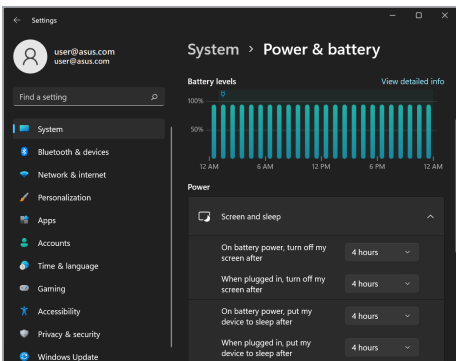 Settings
user@asus.com
user@asus.com
Find a setting
System
Bluetooth & devices
Network & internet
Personalization
Apps
Accounts
Time & language
Gaming
Accessibility
Privacy & security
Windows Update
System > Power & battery
Battery levels
View detailed info
100%
50%
12 AM
6 AM
12 PM
6 PM
12 AM
Power
Screen and sleep
On battery power, turn off my
screen after
4 hours
When plugged in, turn off my
screen after
4 hours
On battery power, put my
device to sleep after
4 hours
When plugged in, put my
device to sleep after
4 hours